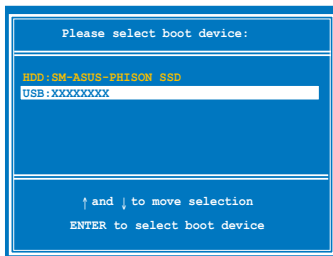 Please select boot device:
HDD:SM-ASUS-PHISON SSD
USB:XXXXXXXX
↑ and ↓ to move selection
ENTER to select boot device